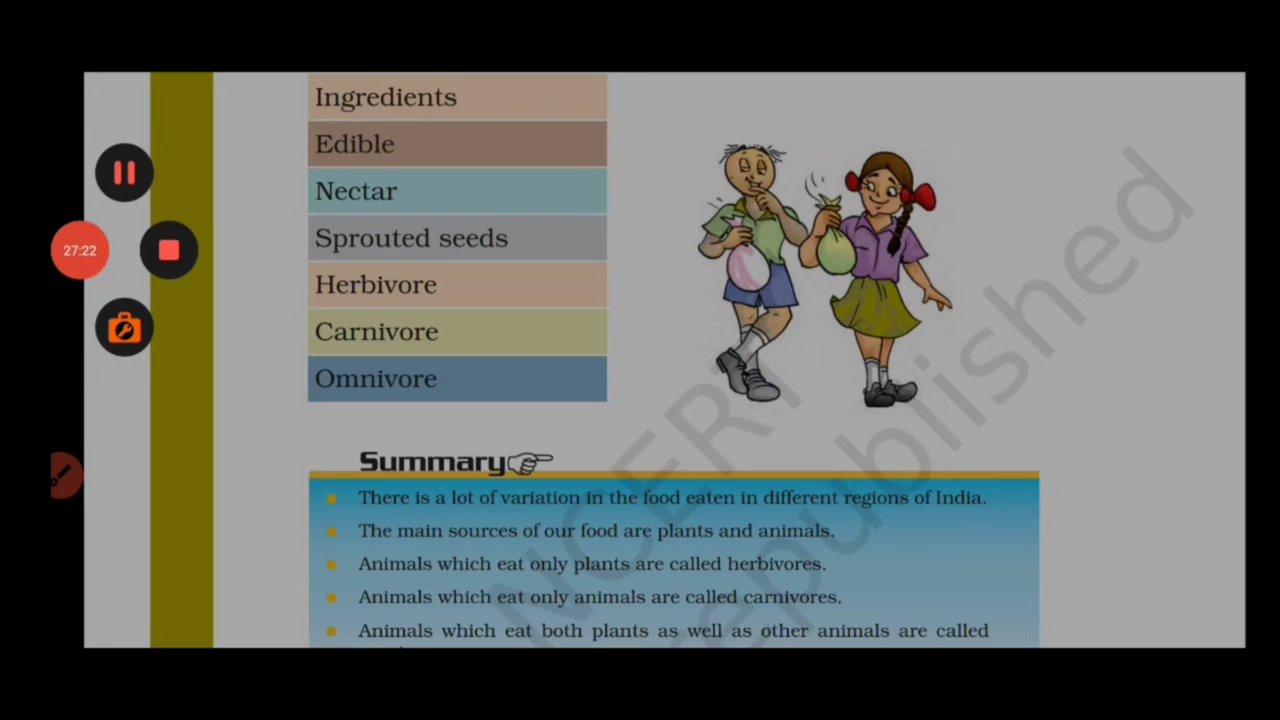 Ingredients
Edible
Nectar
Sprouted seeds
Herbivore
Carnivore
Omnivore
27:22
Summary
There is a lot of variation in the food eaten in different regions of India.
The main sources of our food are plants and animals.
Animals which eat only plants are called herbivores.
Animals which eat only animals are called carnivores.
Animals which eat both plants as well as other animals are called
NCERT
republished